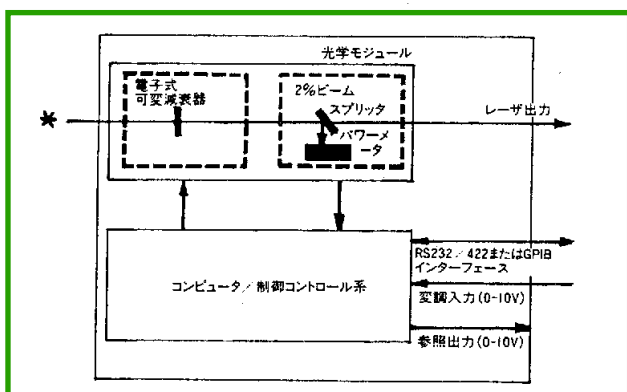 光学モジュール
電子式
可変減衰器
2%ビーム
スプリッタ
パワーメ
ータ
*
レーザ出力
コンピュータ/制御コントロール系
RS232/422またはGPIB
インターフェース
変調入力(0-10V)
参照出力(0-10V)